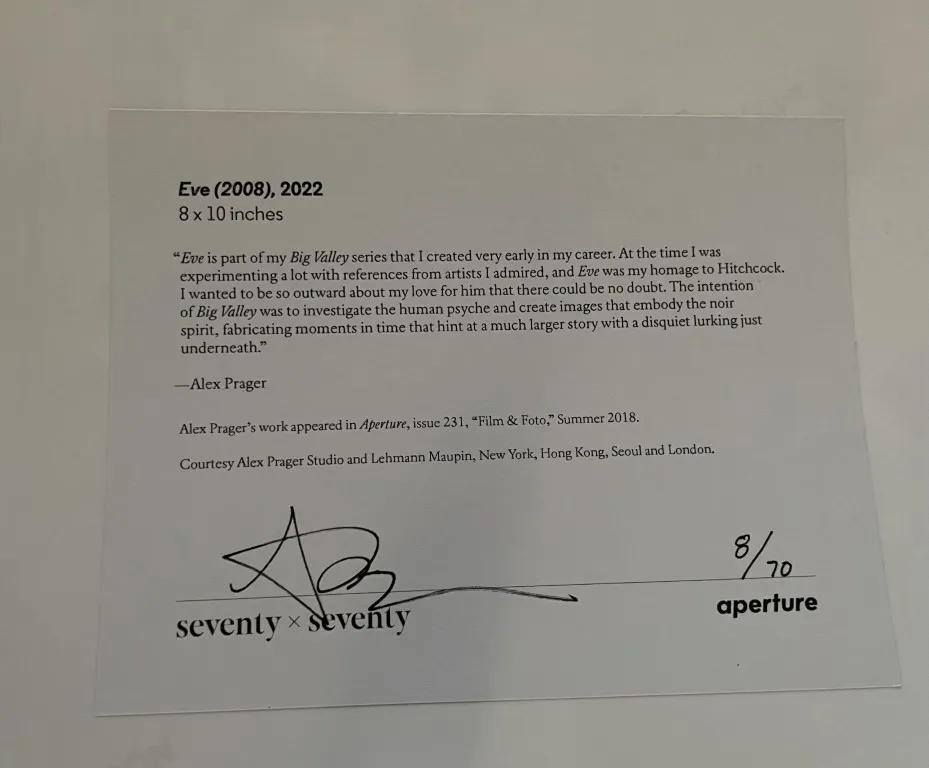 Eve (2008), 2022
8 x 10 inches
“Eve is part of my Big Valley series that I created very early in my career. At the time I was
experimenting a lot with references from artists I admired, and Eve was my homage to Hitchcock.
I wanted to be so outward about my love for him that there could be no doubt. The intention
of Big Valley was to investigate the human psyche and create images that embody the noir
spirit, fabricating moments in time that hint at a much larger story with a disquiet lurking just
underneath.”
—Alex Prager
Alex Prager’s work appeared in Aperture, issue 231, “Film & Foto,” Summer 2018.
Courtesy Alex Prager Studio and Lehmann Maupin, New York, Hong Kong, Seoul and London.
8/70
seventy × seventy
aperture